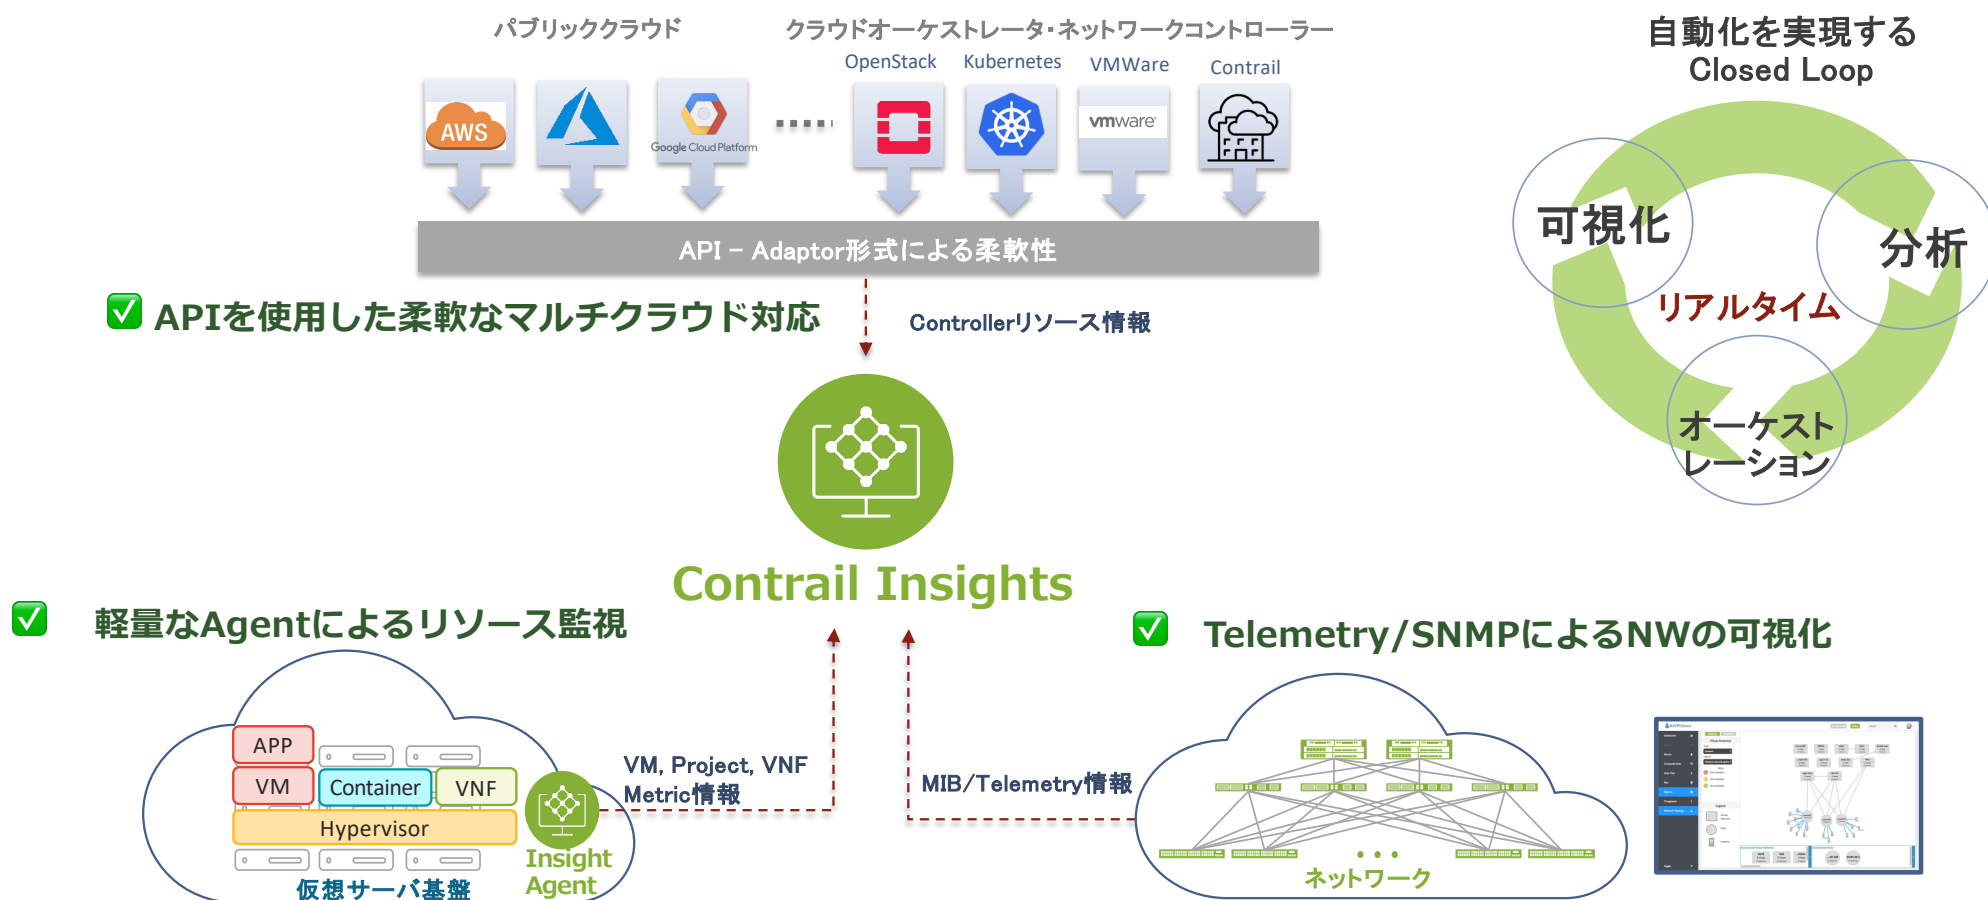 パブリッククラウド
クラウドオーケストレータ・ネットワークコントローラー
OpenStack
Kubernetes
VMWare
Contrail
AWS
Google Cloud Platform
vmware
API – Adaptor形式による柔軟性
✅ APIを使用した柔軟なマルチクラウド対応
Controllerリソース情報
自動化を実現する
Closed Loop
可視化
分析
リアルタイム
オーケスト
レーション
Contrail Insights
✅ 軽量なAgentによるリソース監視
APP
VM
Container
VNF
Hypervisor
Insight
Agent
仮想サーバ基盤
VM, Project, VNF
Metric情報
✅ Telemetry/SNMPによるNWの可視化
MIB/Telemetry情報
• • •
ネットワーク